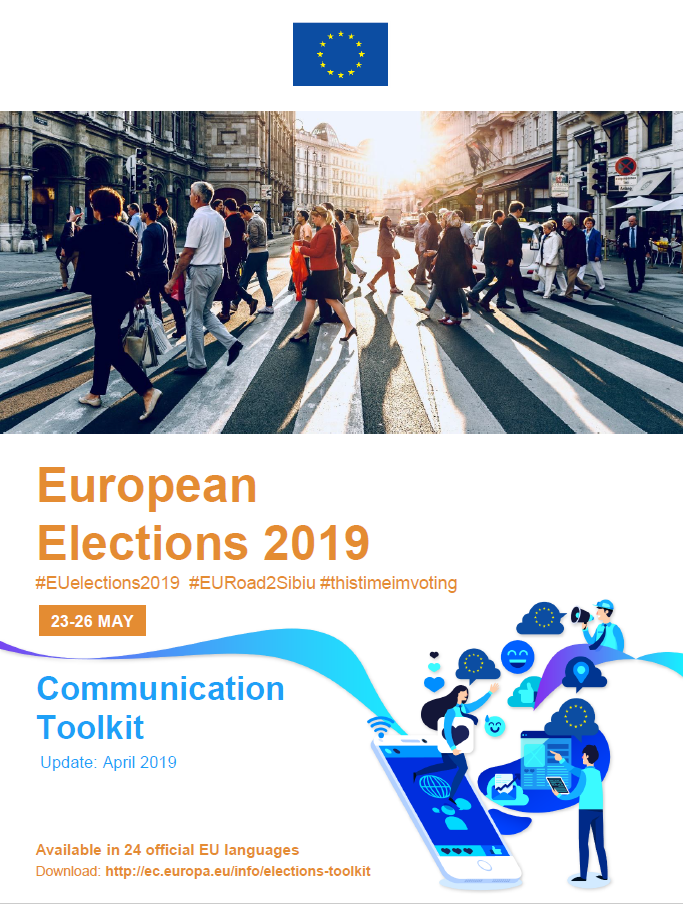 European
Elections 2019
#EUelections2019 #EURoad2Sibiu #thistimeimvoting
23-26 MAY
Communication
Toolkit
Update: April 2019
Available in 24 official EU languages
Download: http://ec.europa.eu/info/elections-toolkit